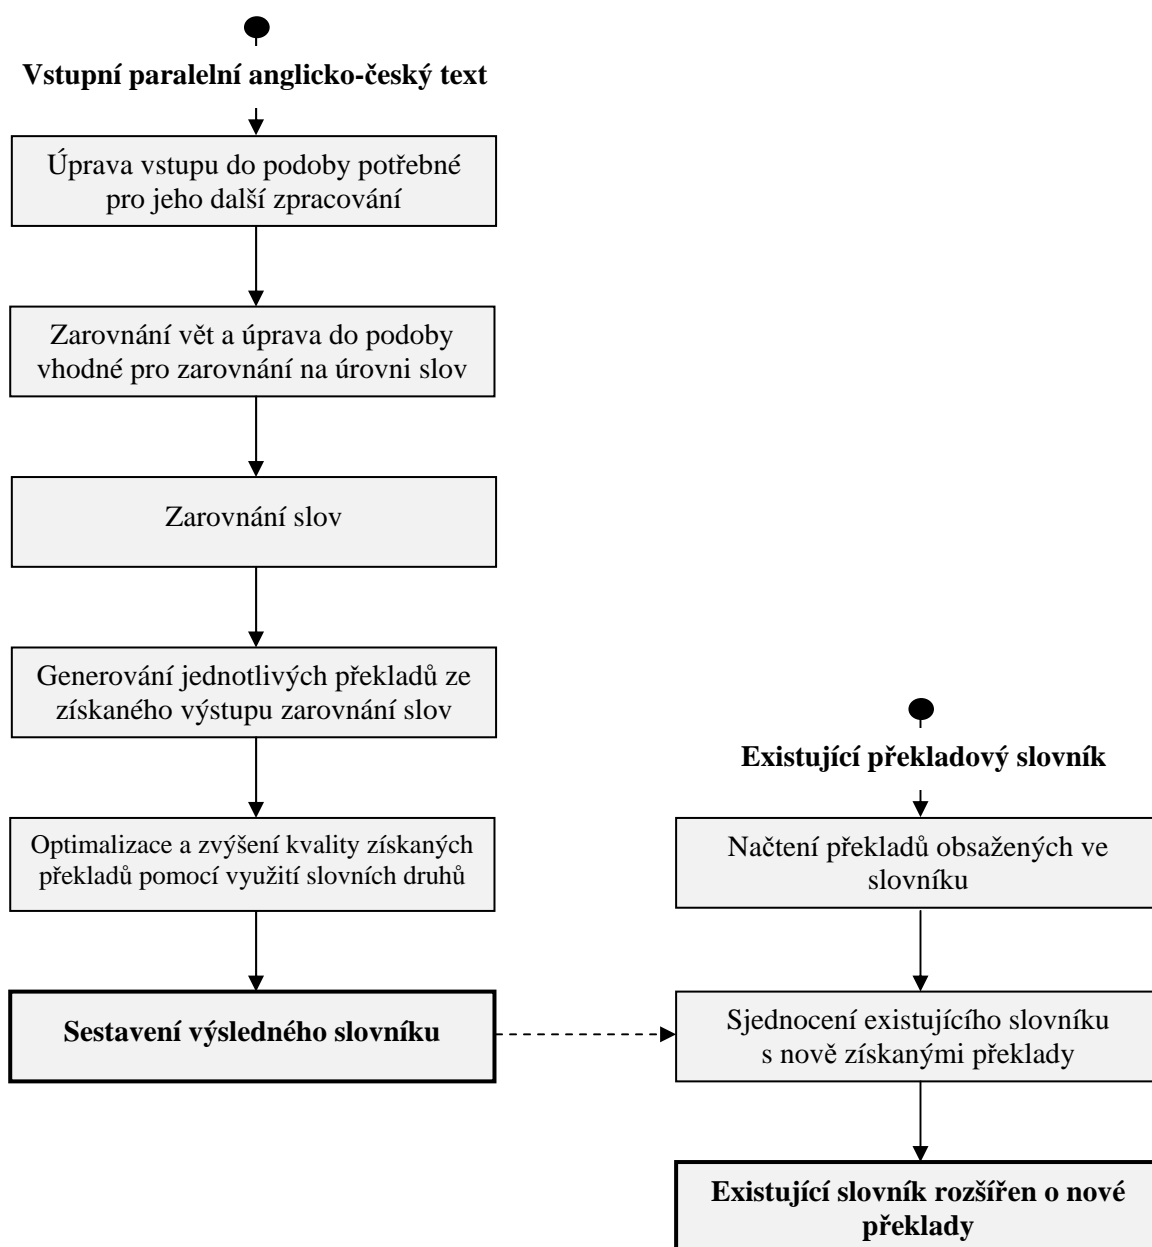 Vstupní paralelní anglicko-český text
Úprava vstupu do podoby potřebné
pro jeho další zpracování
Zarovnání vět a úprava do podoby
vhodné pro zarovnání na úrovni slov
Zarovnání slov
Generování jednotlivých překladů ze
získaného výstupu zarovnání slov
Optimalizace a zvýšení kvality získaných
překladů pomocí využití slovních druhů
Sestavení výsledného slovníku
Existující překladový slovník
Načtení překladů obsažených ve
slovníku
Sjednocení existujícího slovníku
s nově získanými překlady
Existující slovník rozšířen o nové
překlady